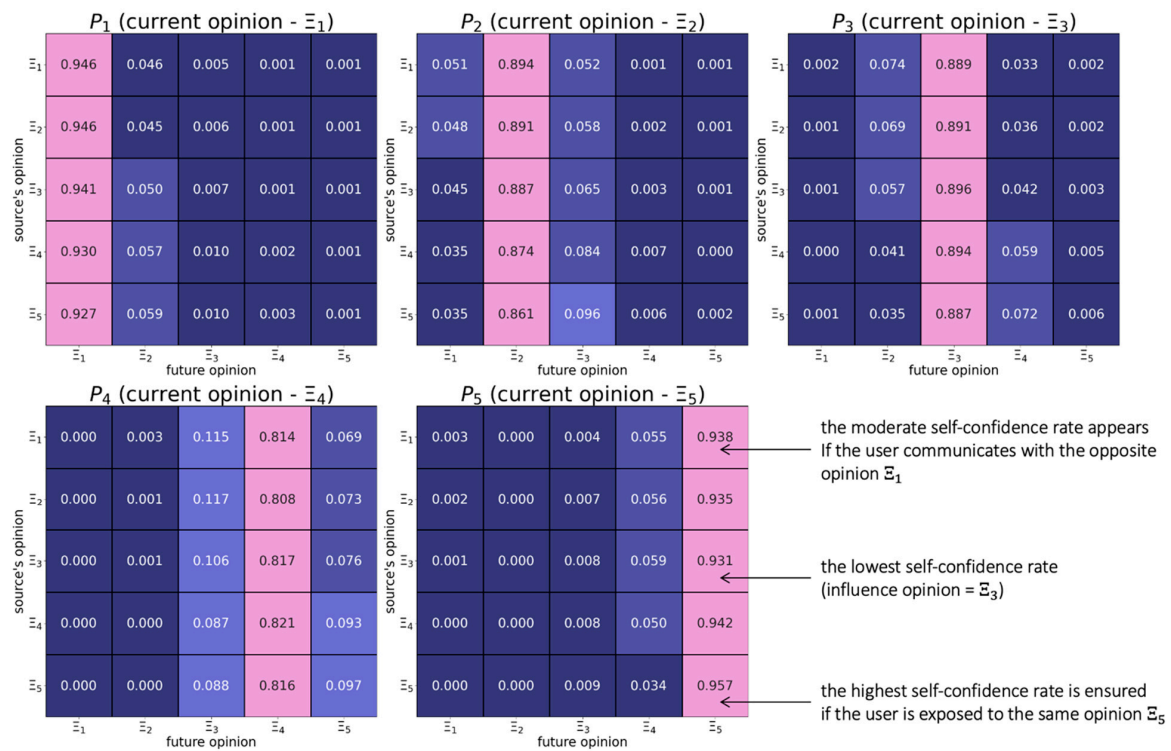 P1 (current opinion - Ξ1)
P2 (current opinion - Ξ2)
P3 (current opinion - Ξ3)
source's opinion
Ξ1 0.946 0.046 0.005 0.001 0.001
Ξ2 0.946 0.045 0.006 0.001 0.001
Ξ3 0.941 0.050 0.007 0.001 0.001
Ξ4 0.930 0.057 0.010 0.002 0.001
Ξ5 0.927 0.059 0.010 0.003 0.001
Ξ1 Ξ2 Ξ3 Ξ4 Ξ5
future opinion
source's opinion
Ξ1 0.051 0.894 0.052 0.001 0.001
Ξ2 0.048 0.891 0.058 0.002 0.001
Ξ3 0.045 0.887 0.065 0.003 0.001
Ξ4 0.035 0.874 0.084 0.007 0.000
Ξ5 0.035 0.861 0.096 0.006 0.002
Ξ1 Ξ2 Ξ3 Ξ4 Ξ5
future opinion
source's opinion
Ξ1 0.002 0.074 0.889 0.033 0.002
Ξ2 0.001 0.069 0.891 0.036 0.002
Ξ3 0.001 0.057 0.896 0.042 0.003
Ξ4 0.000 0.041 0.894 0.059 0.005
Ξ5 0.001 0.035 0.887 0.072 0.006
Ξ1 Ξ2 Ξ3 Ξ4 Ξ5
future opinion
P4 (current opinion - Ξ4)
P5 (current opinion - Ξ5)
source's opinion
Ξ1 0.000 0.003 0.115 0.814 0.069
Ξ2 0.000 0.001 0.117 0.808 0.073
Ξ3 0.000 0.001 0.106 0.817 0.076
Ξ4 0.000 0.000 0.087 0.821 0.093
Ξ5 0.000 0.000 0.088 0.816 0.097
Ξ1 Ξ2 Ξ3 Ξ4 Ξ5
future opinion
source's opinion
Ξ1 0.003 0.000 0.004 0.055 0.938
Ξ2 0.002 0.000 0.007 0.056 0.935
Ξ3 0.001 0.000 0.008 0.059 0.931
Ξ4 0.000 0.000 0.008 0.050 0.942
Ξ5 0.000 0.000 0.009 0.034 0.957
Ξ1 Ξ2 Ξ3 Ξ4 Ξ5
future opinion
the moderate self-confidence rate appears
If the user communicates with the opposite
opinion Ξ1
the lowest self-confidence rate
(influence opinion = Ξ3)
the highest self-confidence rate is ensured
if the user is exposed to the same opinion Ξ5